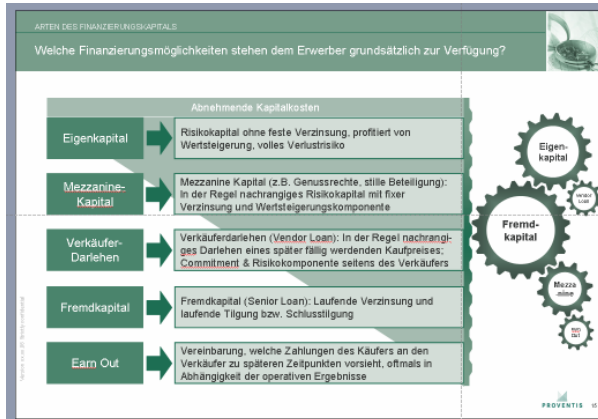 ARTEN DES FINANZIERUNGSKAPITALS
Welche Finanzierungsmöglichkeiten stehen dem Erwerber grundsätzlich zur Verfügung?
Abnehmende Kapitalkosten
Eigenkapital
Risikokapital ohne feste Verzinsung, profitiert von
Wertsteigerung, volles Verlustrisiko
Mezzanine-
Kapital
Mezzanine Kapital (z.B. Genussrechte, stille Beteiligung):
In der Regel nachrangiges Risikokapital mit fixer
Verzinsung und Wertsteigerungskomponente
Verkäufer-
Darlehen
Verkäuferdarlehen (Vendor Loan): In der Regel nachrangi-
ges Darlehen eines später fällig werdenden Kaufpreises;
Commitment & Risikokomponente seitens des Verkäufers
Fremdkapital
Fremdkapital (Senior Loan): Laufende Verzinsung und
laufende Tilgung bzw. Schlusstilgung
Earn Out
Vereinbarung, welche Zahlungen des Käufers an den
Verkäufer zu späteren Zeitpunkten vorsieht, oftmals in
Abhängigkeit der operativen Ergebnisse
Eigen-
kapital
Vendor
Loan
Fremd-
kapital
Mezza
-nine
Out
PROVENTIS